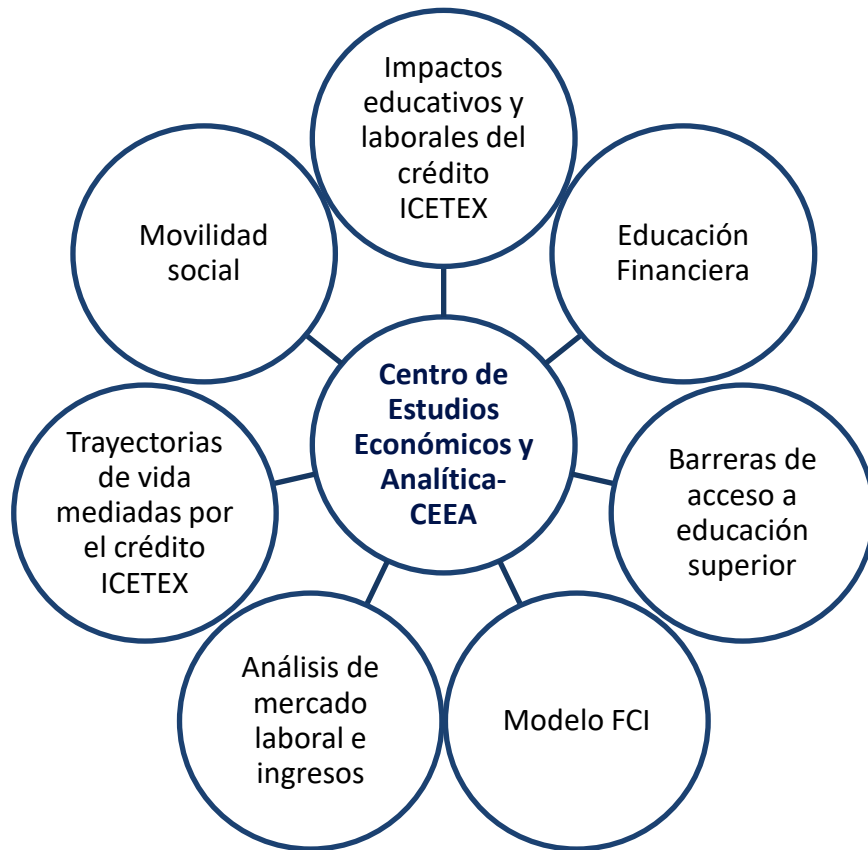 Impactos
educativos y
laborales del
crédito
ICETEX
Educación
Financiera
Barreras de
acceso a
educación
superior
Modelo FCI
Análisis de
mercado
laboral e
ingresos
Trayectorias
de vida
mediadas por
el crédito
ICETEX
Movilidad
social
Centro de
Estudios
Económicos y
Analítica-
CEEA